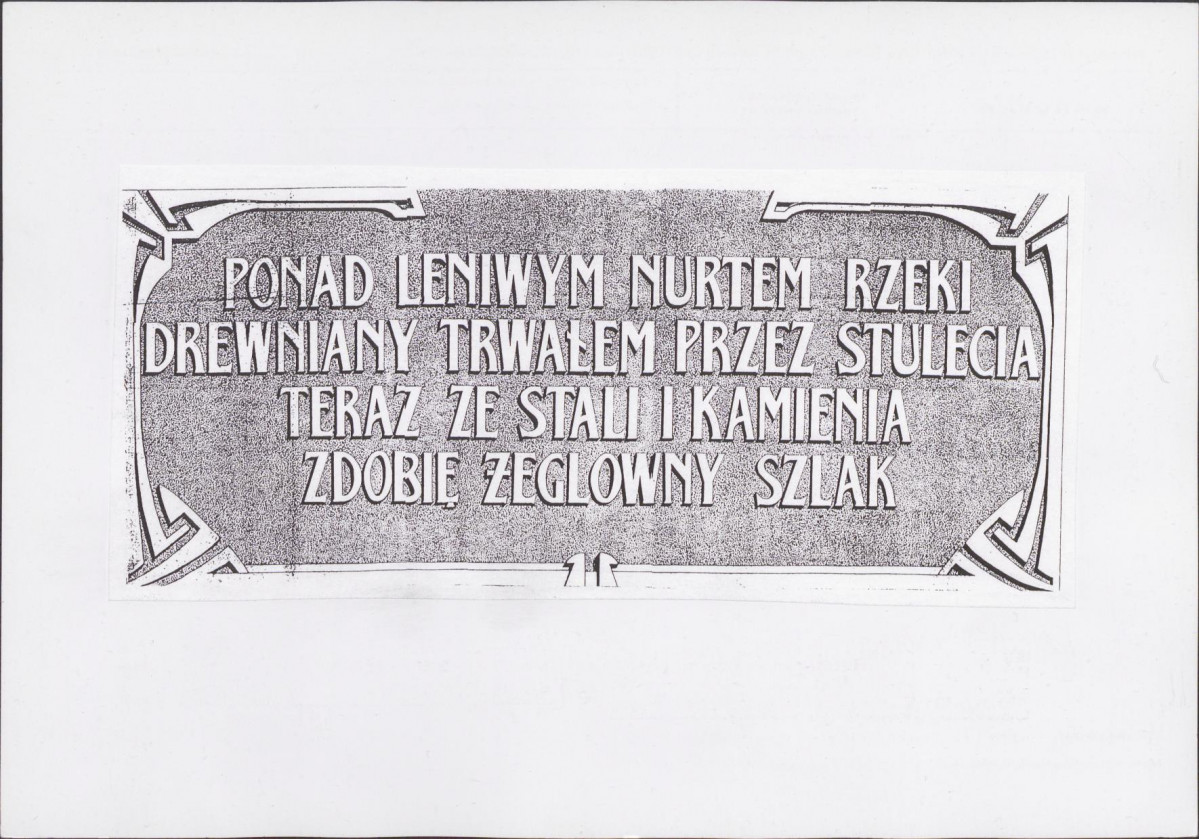 PONAD LENIWYM NURTEM RZEKI
DREWNIANY TRWAŁEM PRZEZ STULECIA
TERAZ ZE STALI I KAMIENIA
ZDOBIĘ ŻEGLOWNY SZLAK